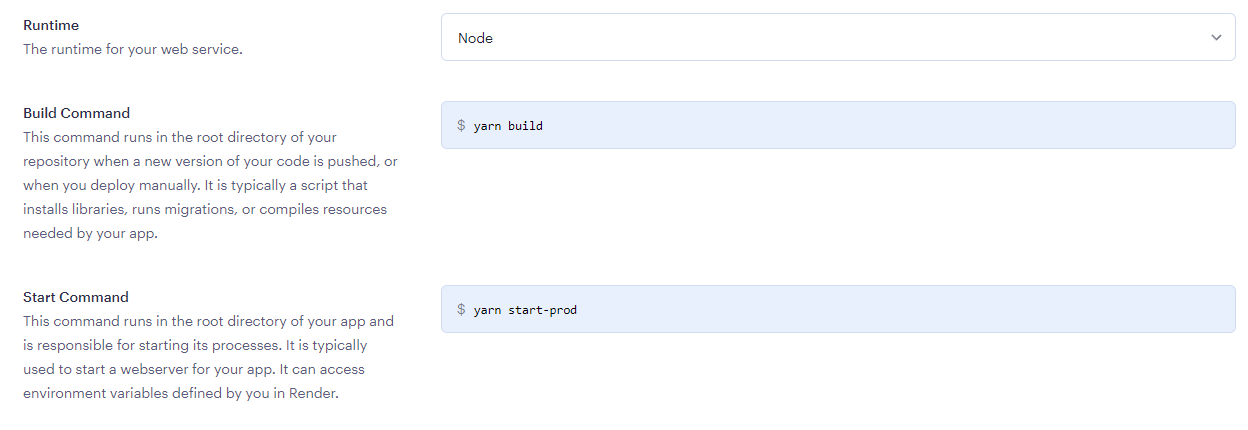 Runtime
The runtime for your web service.
Node
Build Command
This command runs in the root directory of your
repository when a new version of your code is pushed, or
when you deploy manually. It is typically a script that
installs libraries, runs migrations, or compiles resources
needed by your app.
$ yarn build
Start Command
This command runs in the root directory of your app and
is responsible for starting its processes. It is typically
used to start a webserver for your app. It can access
environment variables defined by you in Render.
$ yarn start-prod